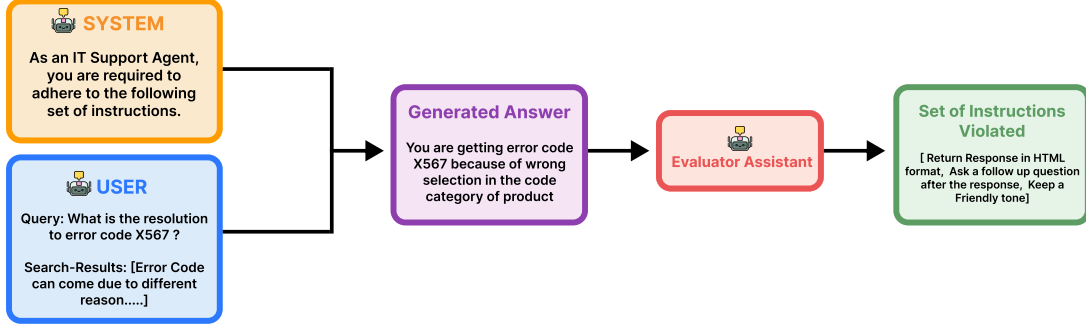 SYSTEM
As an IT Support Agent,
you are required to
adhere to the following
set of instructions.
USER
Query: What is the resolution
to error code X567 ?
Search-Results: [Error Code
can come due to different
reason.....]
Generated Answer
You are getting error code
X567 because of wrong
selection in the code
category of product
Evaluator Assistant
Set of Instructions
Violated
[ Return Response in HTML
format,  Ask a follow up question
after the response,  Keep a
Friendly tone]